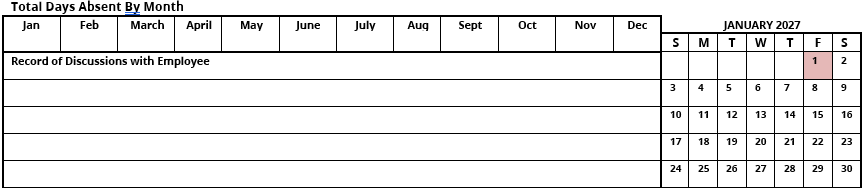 Total Days Absent By Month
Jan Feb March April May June July Aug Sept Oct Nov Dec
JANUARY 2027
S M T W T F S
Record of Discussions with Employee
1 2
3 4 5 6 7 8 9
10 11 12 13 14 15 16
17 18 19 20 21 22 23
24 25 26 27 28 29 30